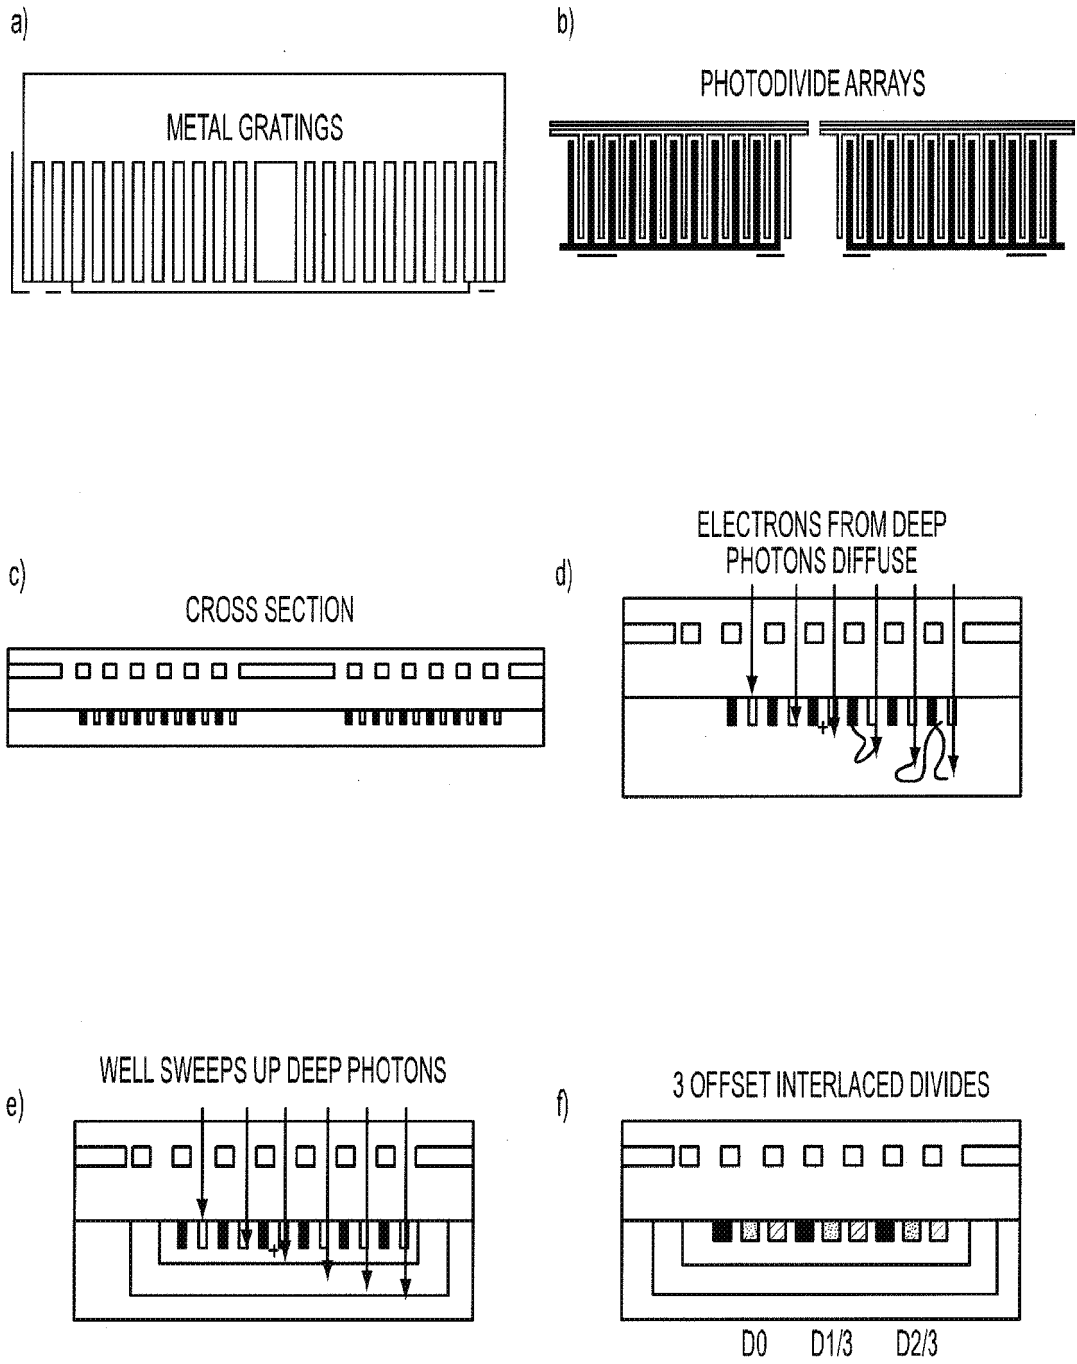 a)
METAL GRATINGS
b)
PHOTODIVIDE ARRAYS
c)
CROSS SECTION
d)
ELECTRONS FROM DEEP
PHOTONS DIFFUSE
+
e)
WELL SWEEPS UP DEEP PHOTONS
+
f)
3 OFFSET INTERLACED DIVIDES
D0 D1/3 D2/3